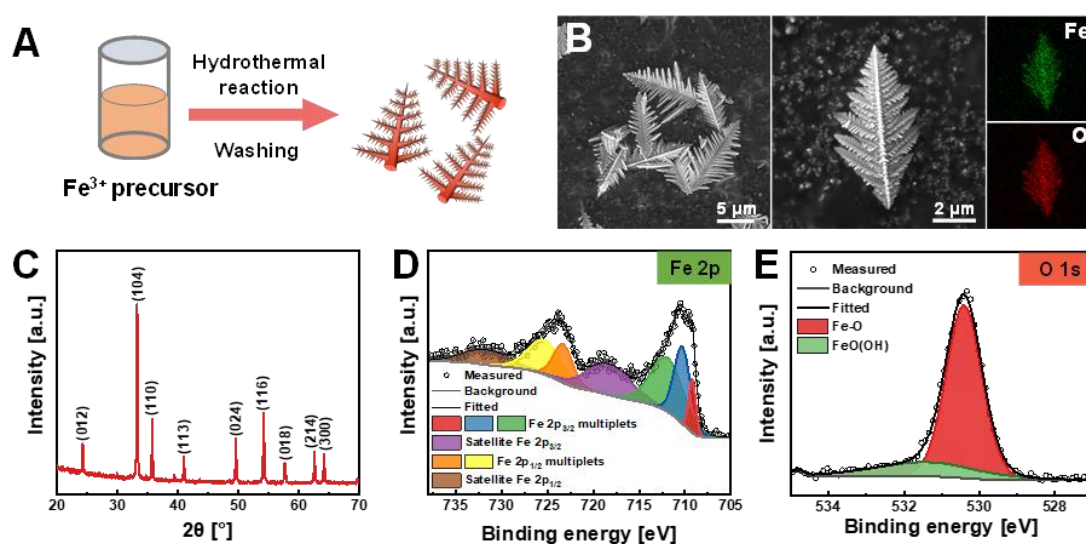 A
Hydrothermal
reaction
Washing
Fe³⁺ precursor
B
5 µm
2 µm
Fe
O
C
Intensity [a.u.]
(012)
(104)
(110)
(113)
(024)
(116)
(018)
(214)
(300)
20 30 40 50 60 70
2θ [°]
D
Fe 2p
Intensity [a.u.]
Measured
Background
Fitted
Fe 2p₃/₂ multiplets
Satellite Fe 2p₃/₂
Fe 2p₁/₂ multiplets
Satellite Fe 2p₁/₂
735 730 725 720 715 710 705
Binding energy [eV]
E
O 1s
Intensity [a.u.]
Measured
Background
Fitted
Fe-O
FeO(OH)
534 532 530 528
Binding energy [eV]